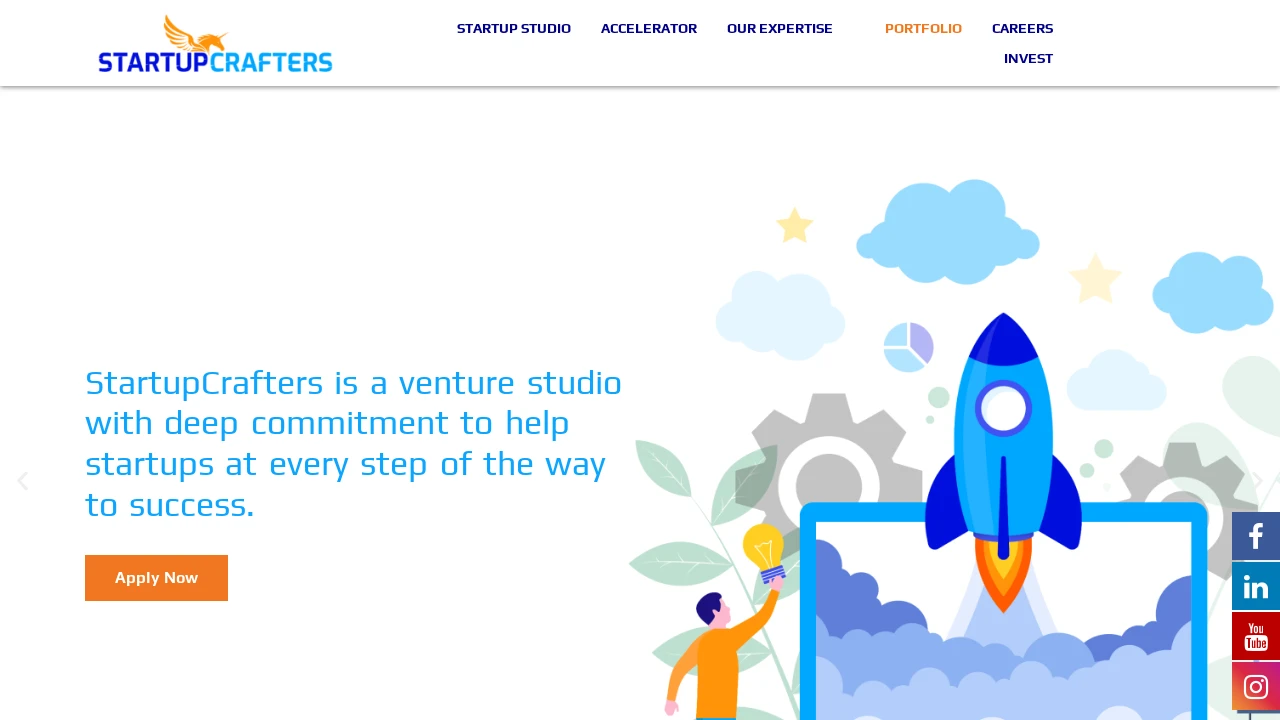 STARTUPCRAFTERS
STARTUP STUDIO ACCELERATOR OUR EXPERTISE PORTFOLIO CAREERS
INVEST
StartupCrafters is a venture studio
with deep commitment to help
startups at every step of the way
to success.
Apply Now
You
Tube